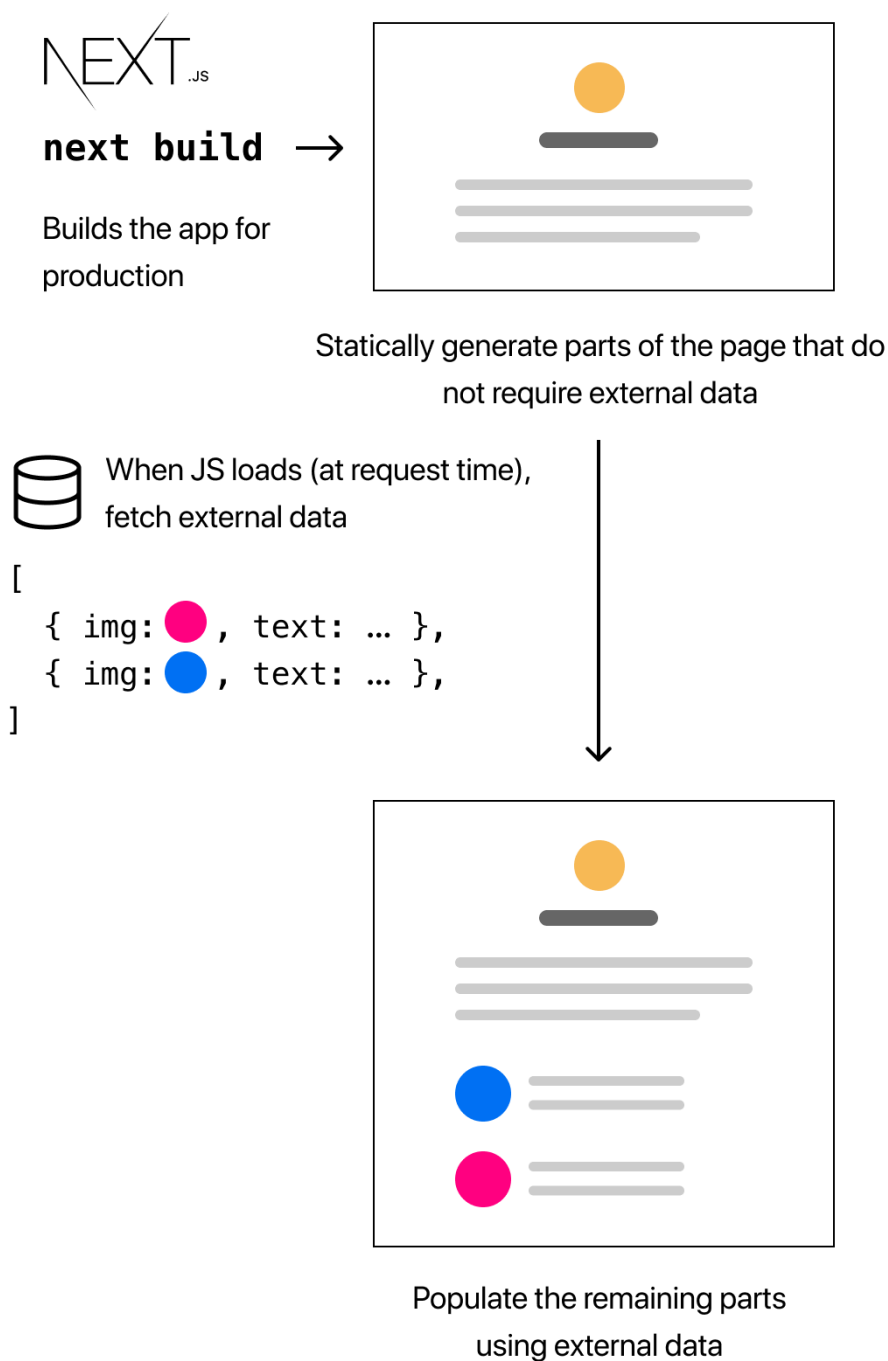 NEXT.JS
next build
Builds the app for
production
Statically generate parts of the page that do
not require external data
When JS loads (at request time),
fetch external data
[
{ img: , text: … },
{ img: , text: … },
]
Populate the remaining parts
using external data